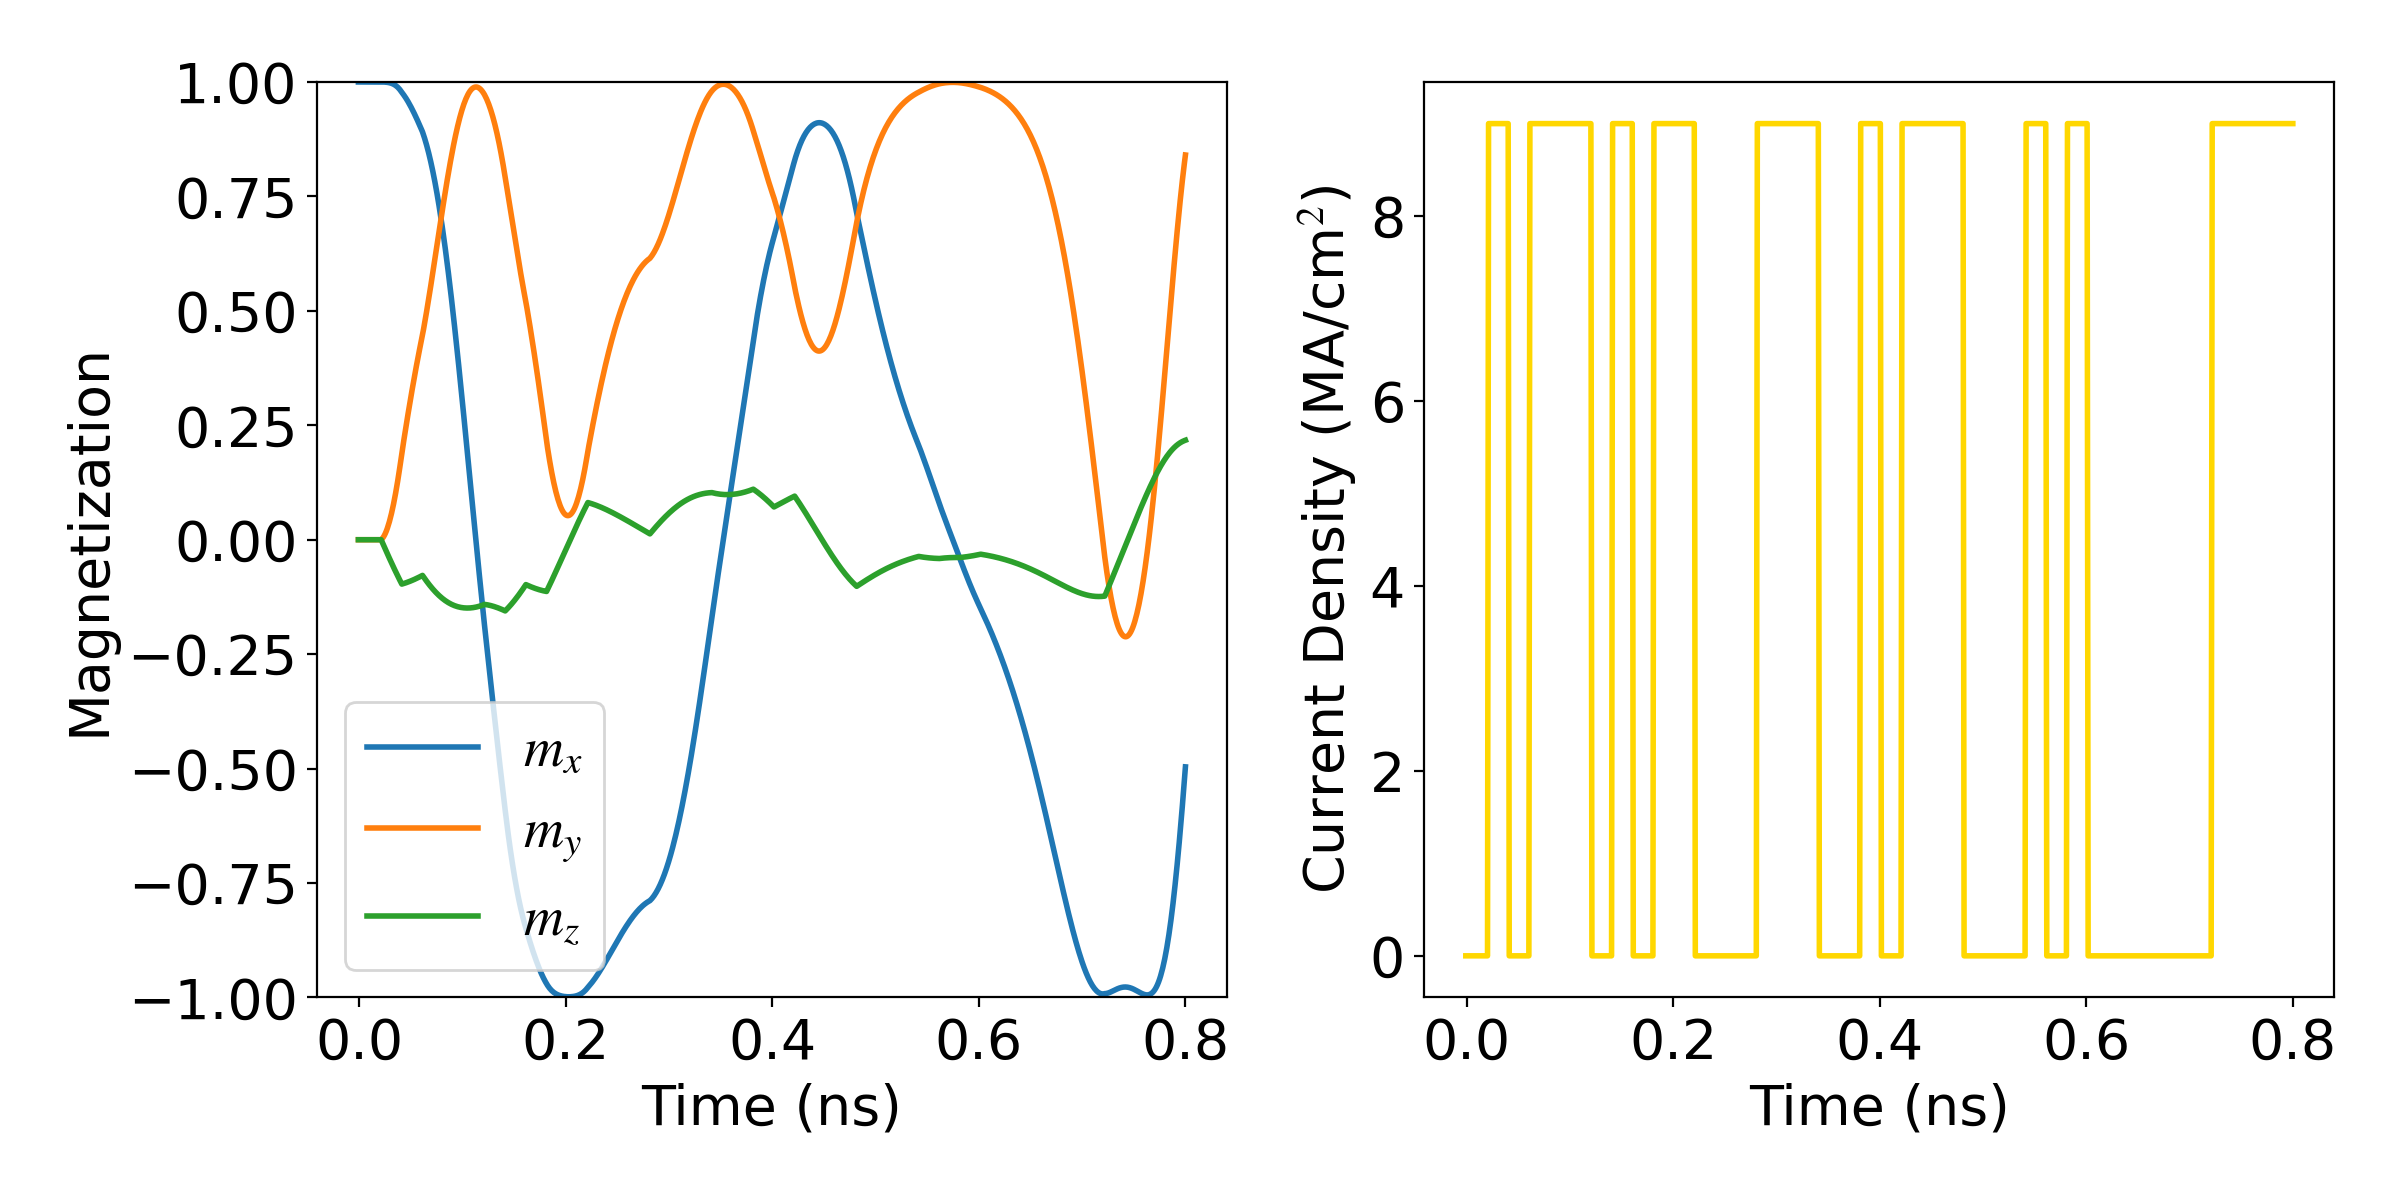 1.00
0.75
0.50
0.25
0.00
−0.25
−0.50
−0.75
−1.00
Magnetization
m_x
m_y
m_z
0.0 0.2 0.4 0.6 0.8
Time (ns)
8
6
4
2
0
Current Density (MA/cm²)
0.0 0.2 0.4 0.6 0.8
Time (ns)